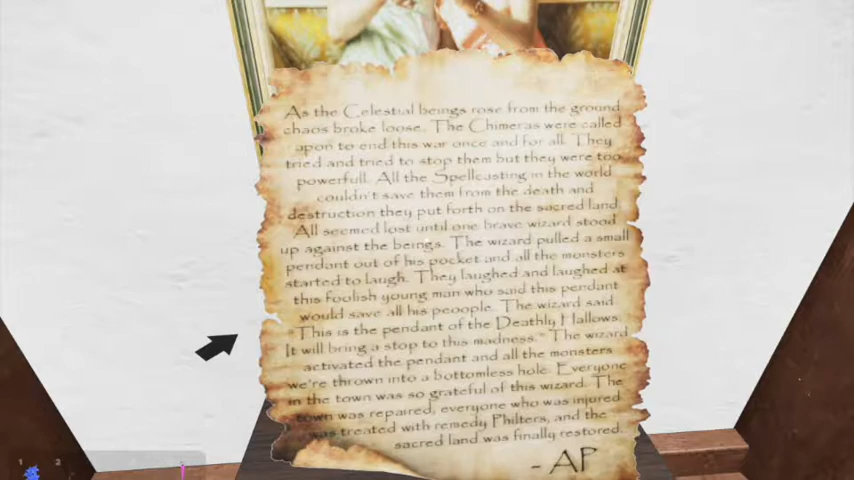 As the Celestial beings rose from the ground
chaos broke loose. The Chimeras were called
apon to end this war once and for all. They
tried and tried to stop them but they were too
powerfull. All the Spellcasting in the world
couldn't save them from the death and
destruction they put forth on the sacred land.
All seemed lost until one brave wizard stood
up against the beings. The wizard pulled a small
pendant out of his pocket and all the monsters
started to laugh. They laughed and laughed at
this foolish young man who said this pendant
would save all his peoople. The wizard said
"This is the pendant of the Deathly Hallows.
It will bring a stop to this madness." The wizard
activated the pendant and all the monsters
we're thrown into a bottomless hole. Everyone
in the town was so grateful of this wizard. The
town was repaired, everyone who was injured
was treated with remedy Philters, and the
sacred land was finally restored.
- AP
1 2